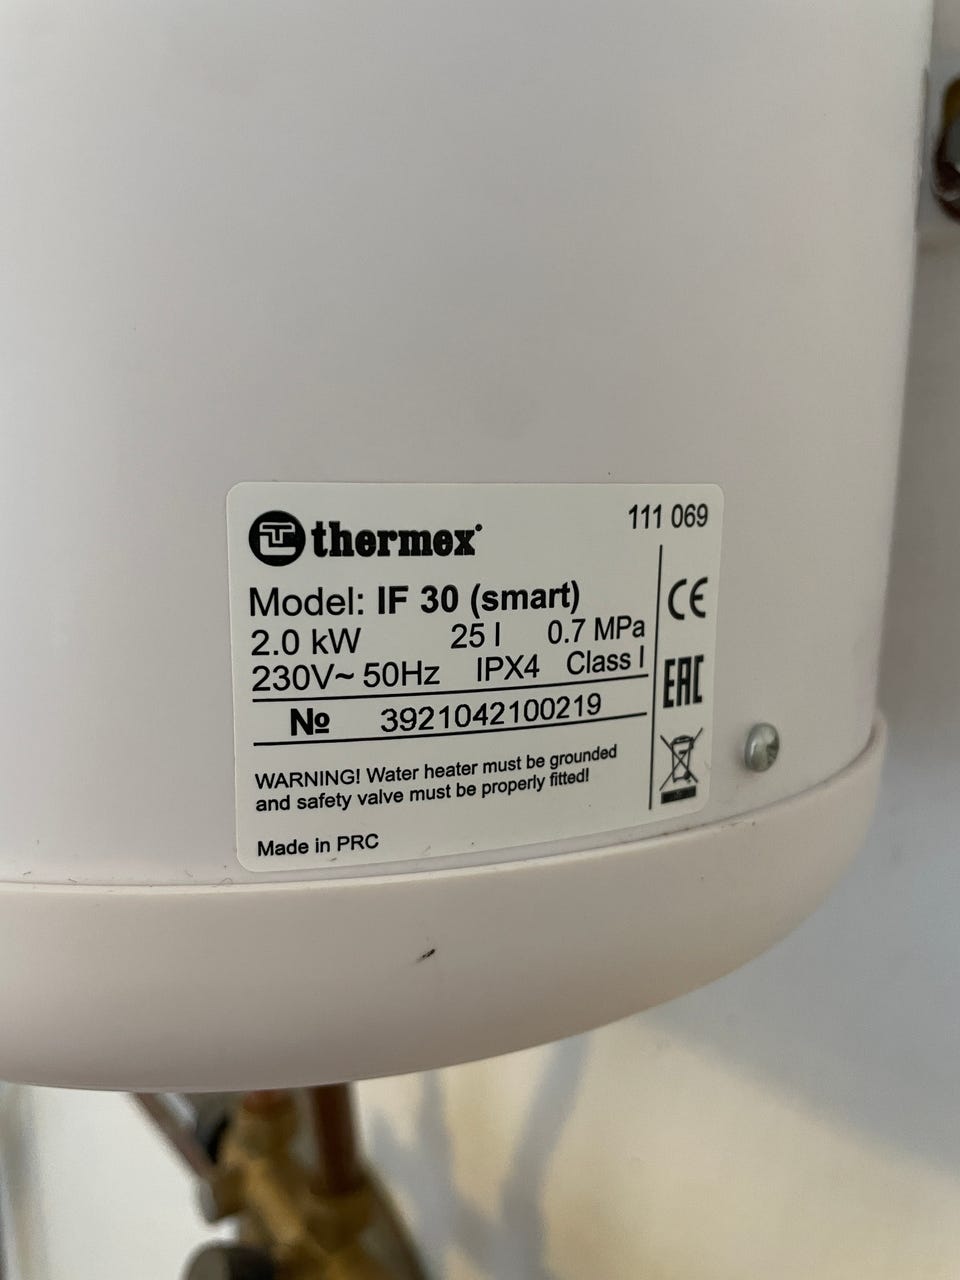 thermex 111 069
Model: IF 30 (smart)
2.0 kW 25 l 0.7 MPa
230V~ 50Hz IPX4 Class I
№ 3921042100219
WARNING! Water heater must be grounded
and safety valve must be properly fitted!
Made in PRC
CE
EAC